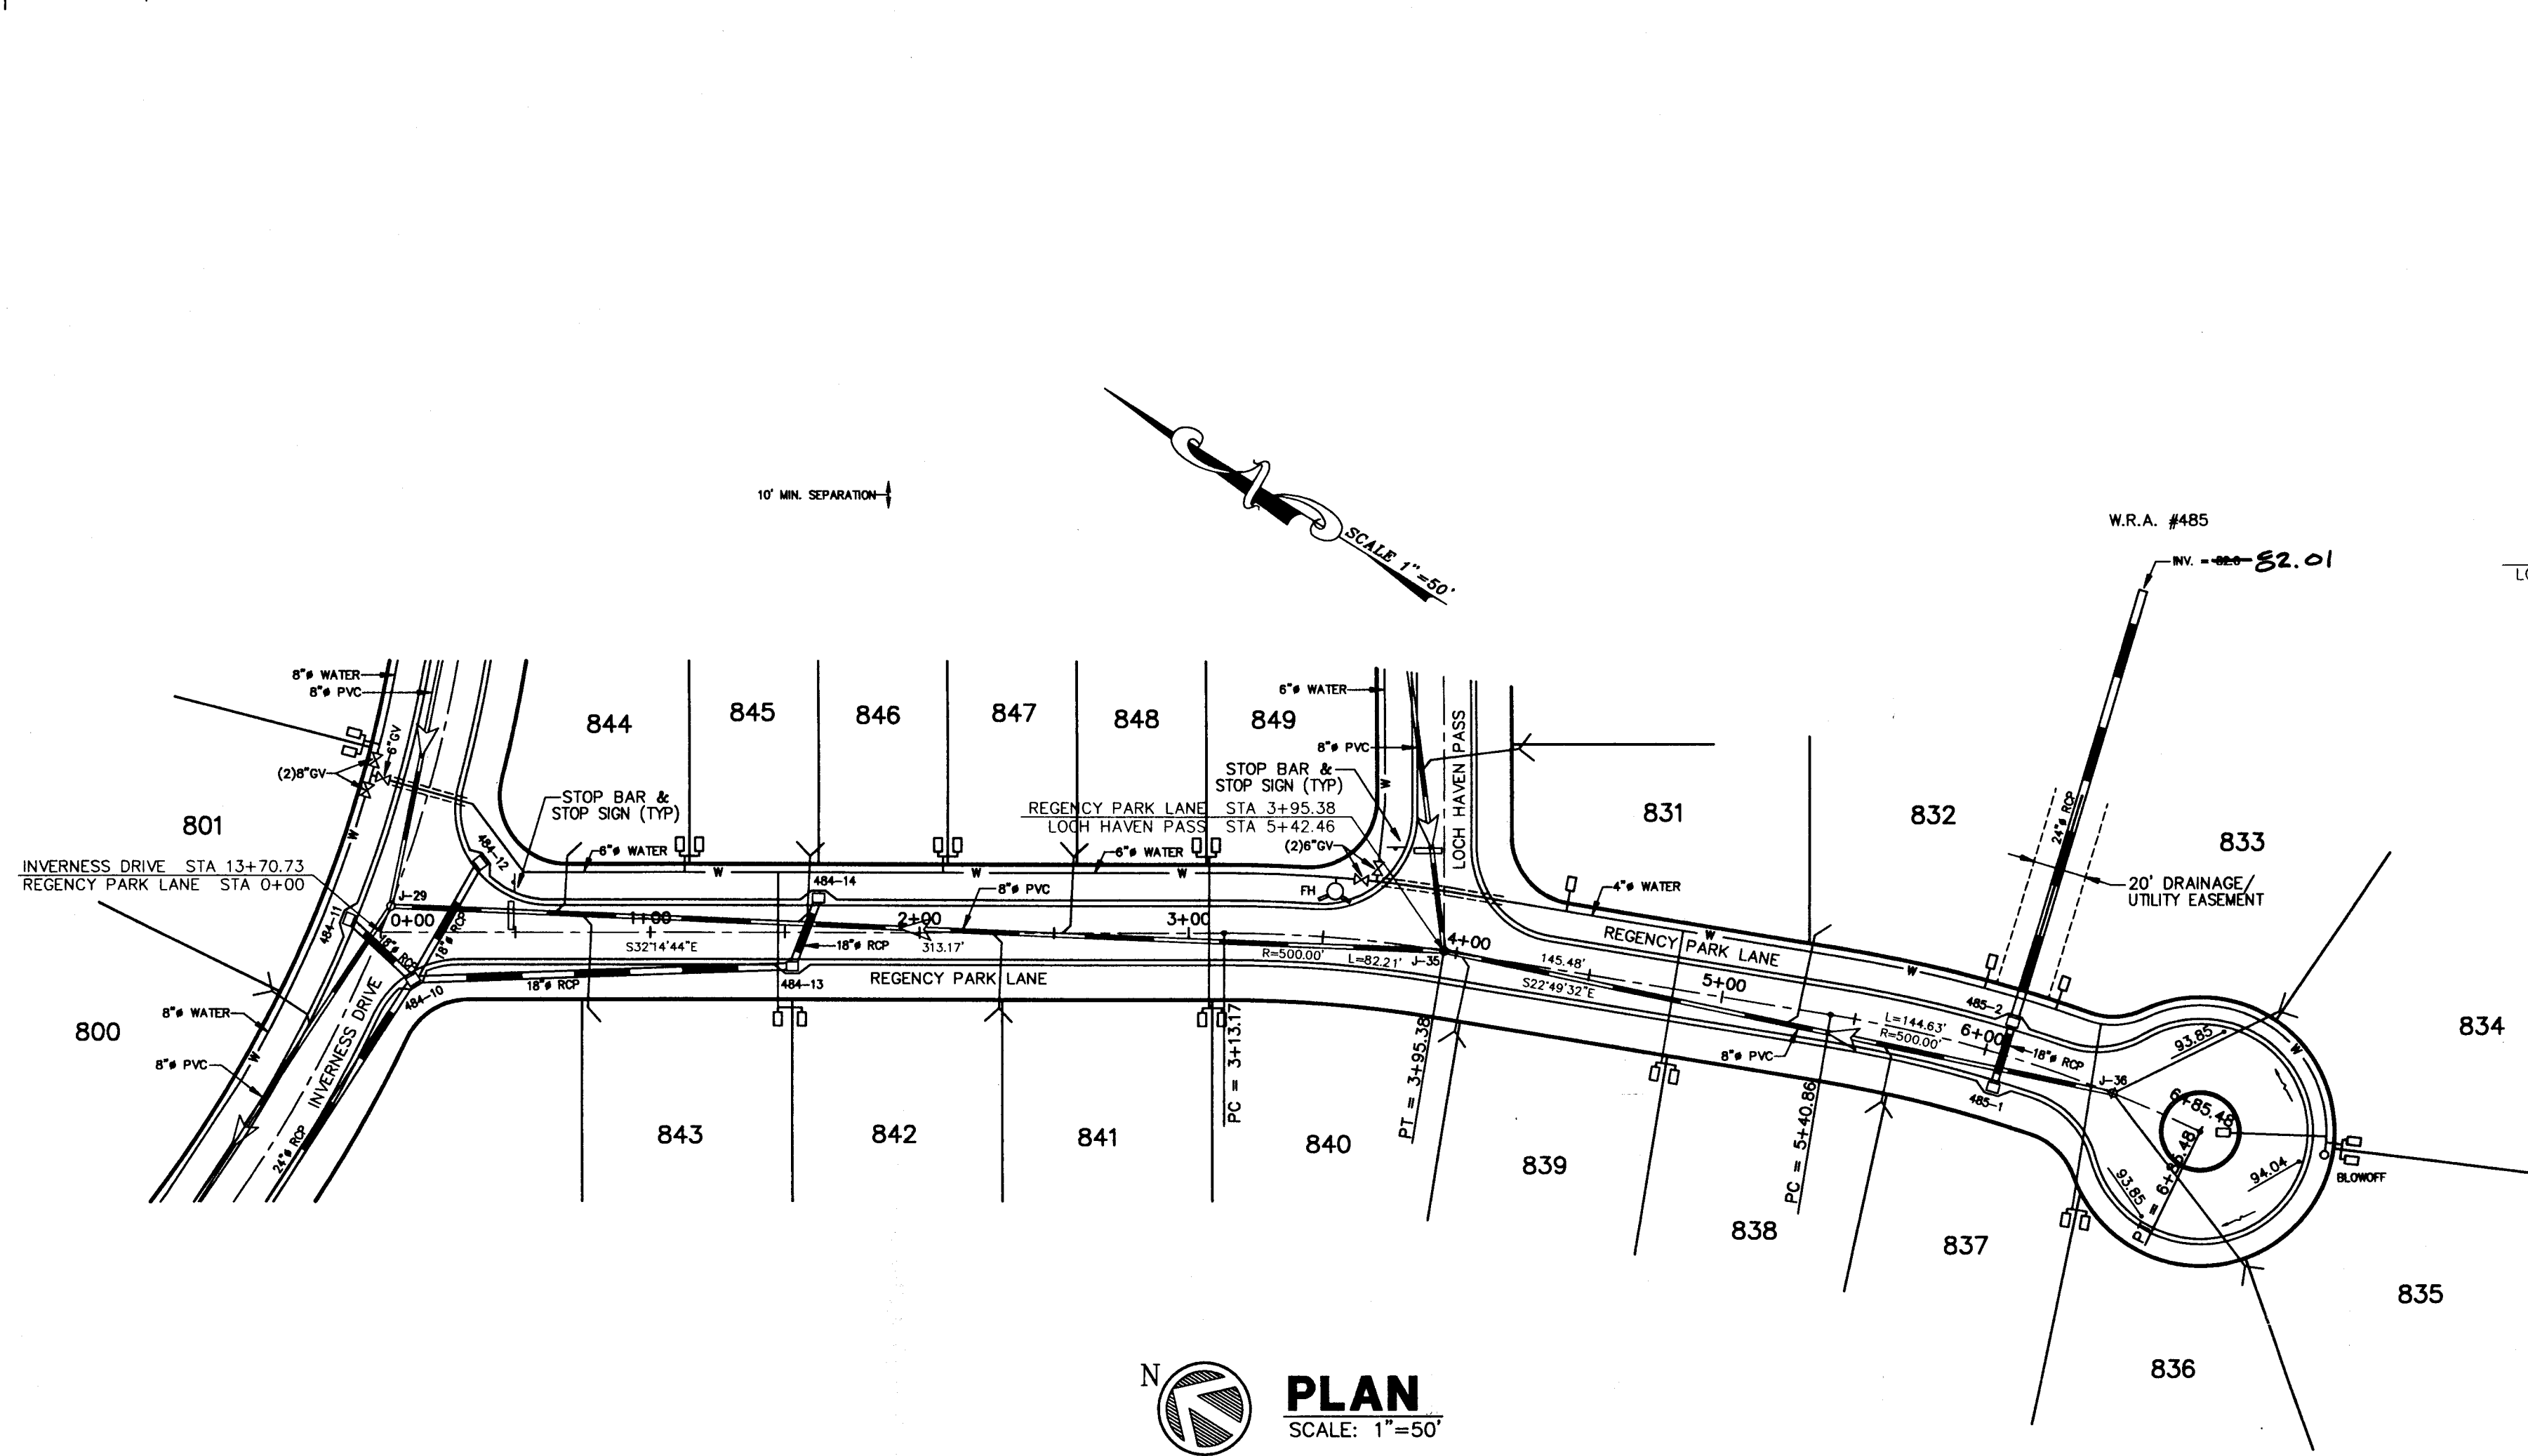 10' MIN. SEPARATION
SCALE 1"=50'
W.R.A. #485
INV. = 82.0 82.01
LO
8"ø WATER
8"ø PVC
6"GV
(2)8"GV
801
844
845
846
847
848
849
6"ø WATER
8"ø PVC
W
LOCH HAVEN PASS
STOP BAR &
STOP SIGN (TYP)
STOP BAR &
STOP SIGN (TYP)
REGENCY PARK LANE STA 3+95.38
LOCH HAVEN PASS STA 5+42.46
(2)6"GV
831
832
833
24"ø RCP
20' DRAINAGE/
UTILITY EASEMENT
INVERNESS DRIVE STA 13+70.73
REGENCY PARK LANE STA 0+00
W
484-12
6"ø WATER
6"ø WATER
W
W
W
484-14
8"ø PVC
FH
4"ø WATER
J-29
484-11
0+00
1+00
2+00
3+00
4+00
5+00
6+00
18"ø RCP
18"ø RCP
S32°14'44"E
18"ø RCP
313.17'
R=500.00'
L=82.21'
J-35
145.48'
S22°49'32"E
REGENCY PARK LANE
W
W
18"ø RCP
484-13
REGENCY PARK LANE
484-10
485-2
L=144.63'
R=500.00'
8"ø PVC
18"ø RCP
485-1
J-36
93.85
W
834
8"ø WATER
800
W
8"ø PVC
INVERNESS DRIVE
24"ø RCP
843
842
841
PC = 3+13.17
840
PT = 3+95.38
839
PC = 5+40.86
838
837
6+85.48
PT = 6+85.48
93.85
94.04
BLOWOFF
835
836
N
PLAN
SCALE: 1"=50'